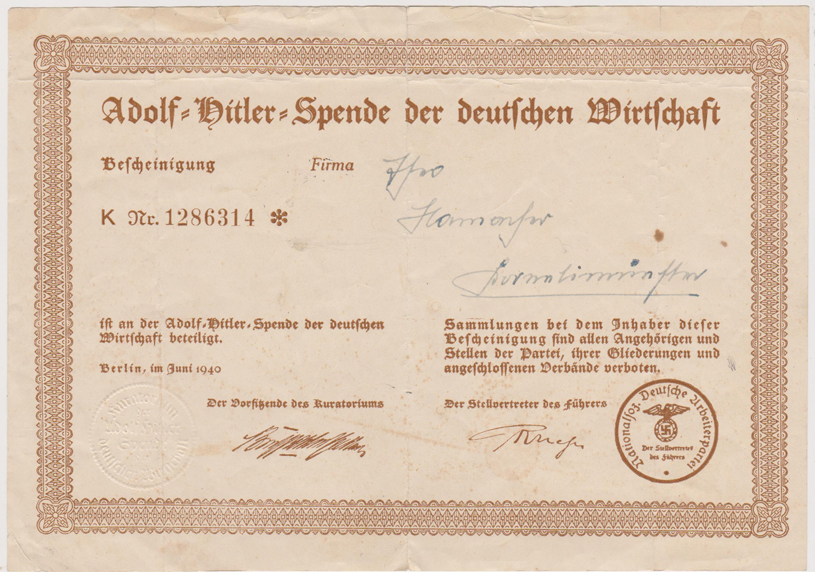 Adolf-Hitler-Spende der deutschen Wirtschaft
Bescheinigung Firma
K Nr. 1286314 *
Hamacher
Kornelimünster
ist an der Adolf-Hitler-Spende der deutschen
Wirtschaft beteiligt.
Berlin, im Juni 1940
Der Vorsitzende des Kuratoriums
Sammlungen bei dem Inhaber dieser
Bescheinigung sind allen Angehörigen und
Stellen der Partei, ihrer Gliederungen und
angeschlossenen Verbände verboten.
Der Stellvertreter des Führers
Nationalsoz. Deutsche Arbeiterpartei
Der Stellvertreter
des Führers